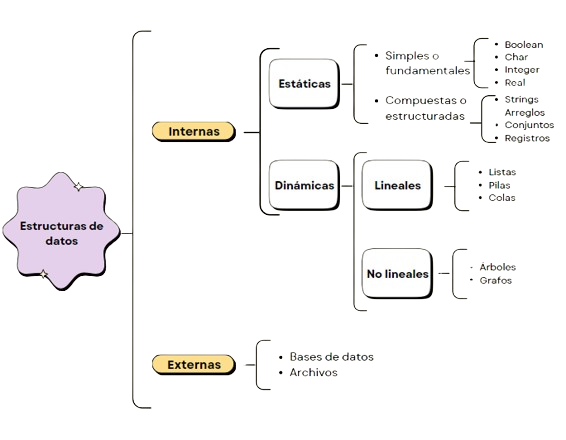 Estructuras de
datos
Internas
Estáticas
Simples o
fundamentales
Boolean
Char
Integer
Real
Compuestas o
estructuradas
Strings
Arreglos
Conjuntos
Registros
Dinámicas
Lineales
Listas
Pilas
Colas
No lineales
Arboles
Grafos
Externas
Bases de datos
Archivos